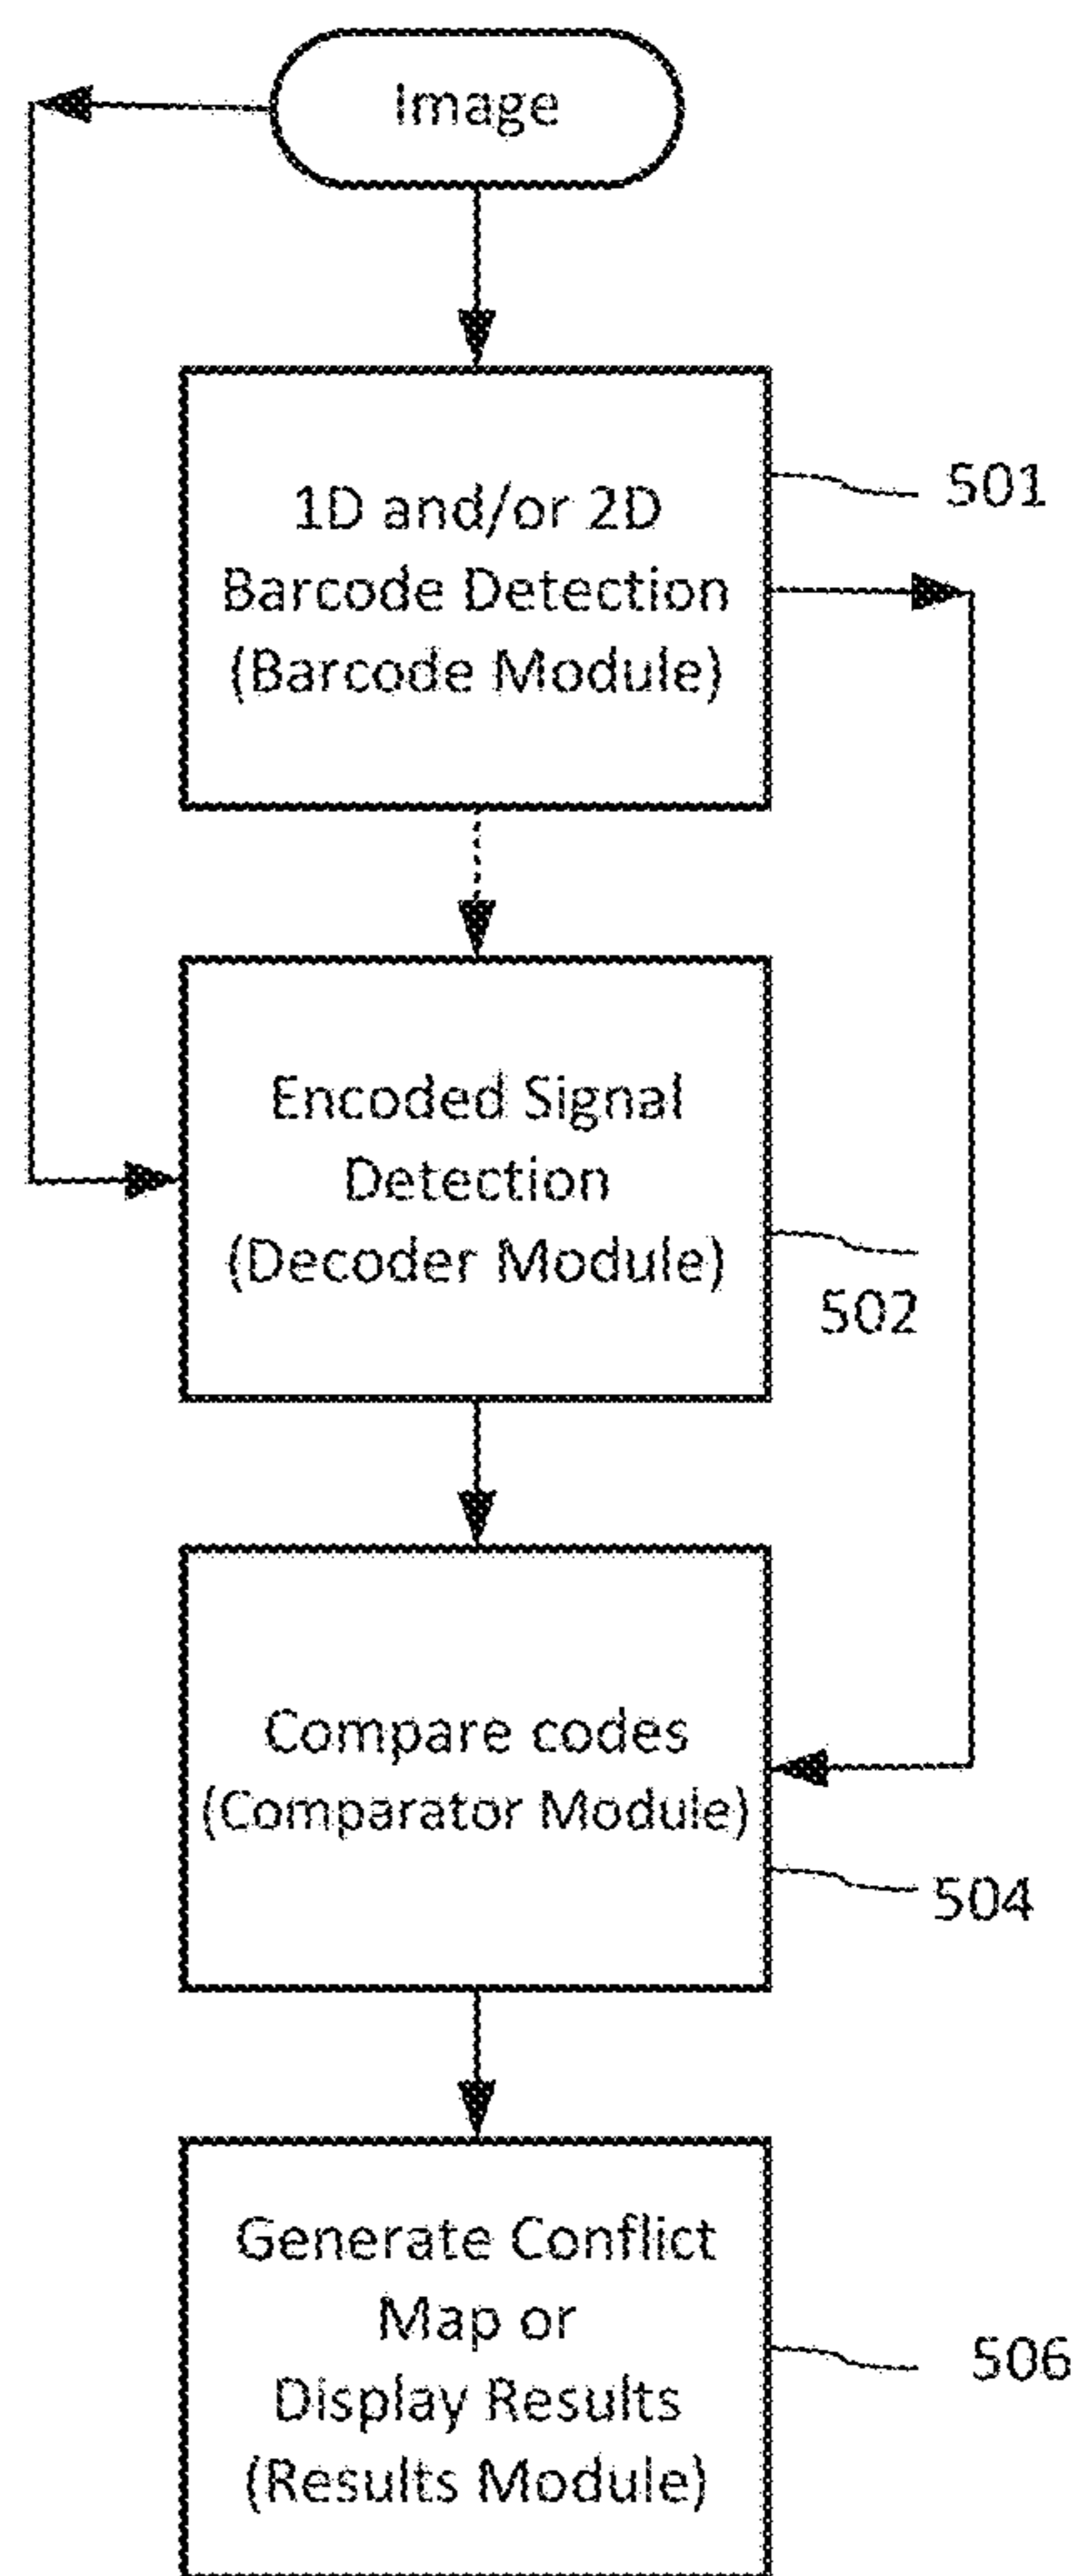 Image
1D and/or 2D
Barcode Detection
(Barcode Module)
501
Encoded Signal
Detection
(Decoder Module)
502
Compare codes
(Comparator Module)
504
Generate Conflict
Map or
Display Results
(Results Module)
506